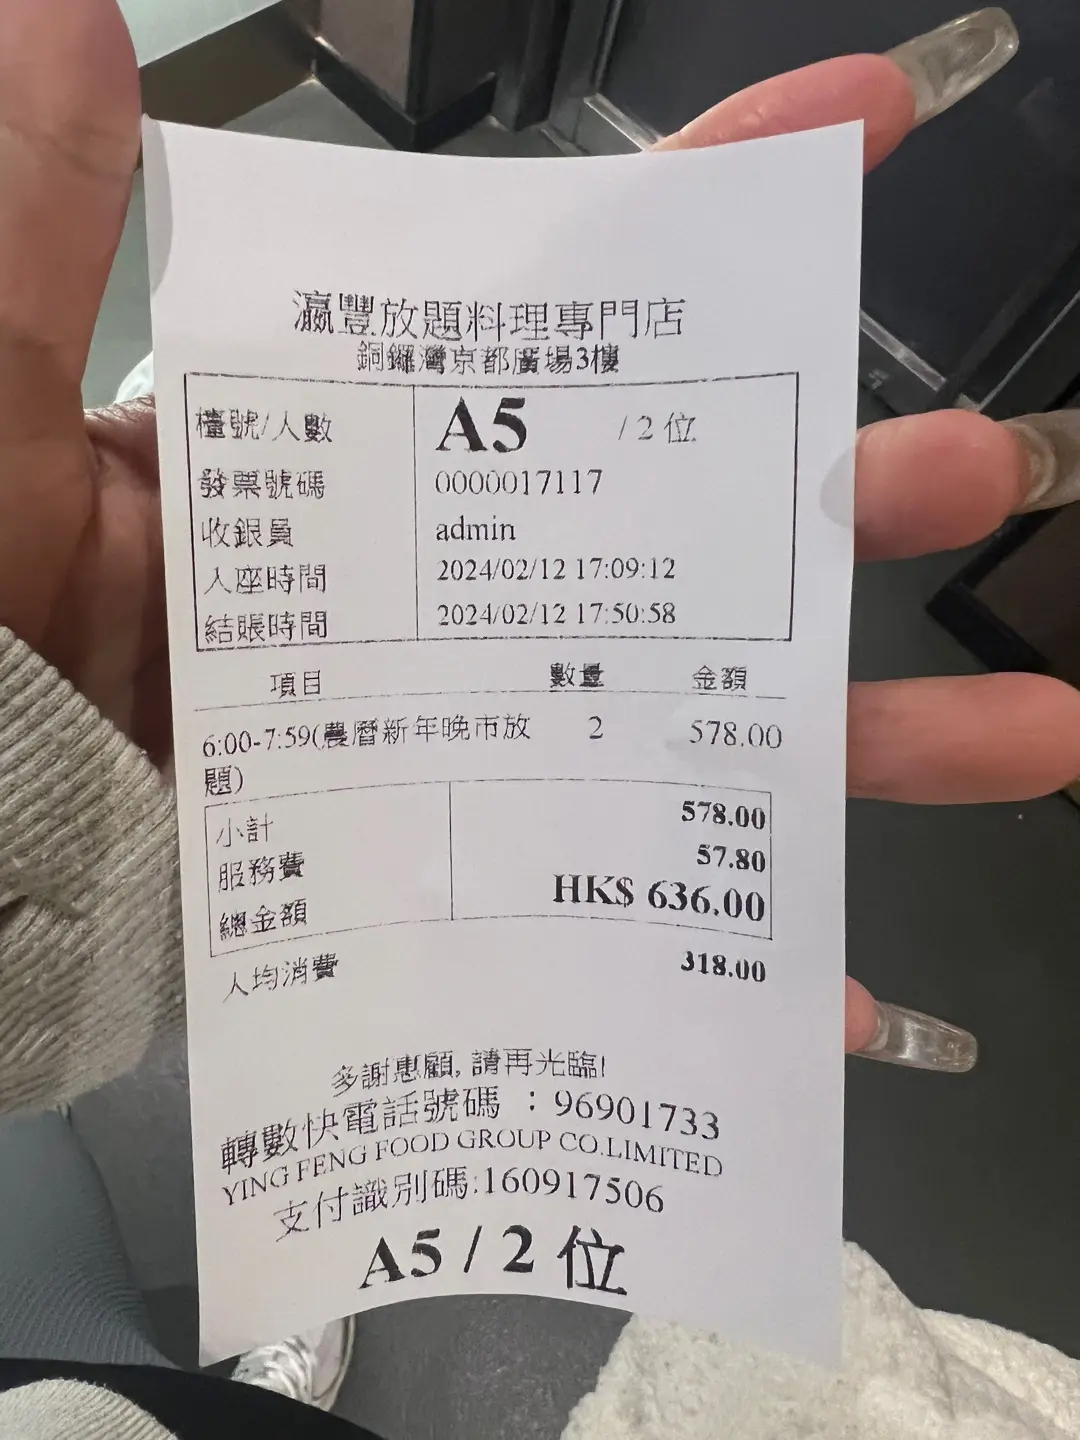 瀛豐放題料理專門店
銅鑼灣京都廣場3樓
檯號/人數 A5 / 2 位
發票號碼 0000017117
收銀員 admin
入座時間 2024/02/12 17:09:12
結賬時間 2024/02/12 17:50:58
項目 數量 金額
6:00-7:59(農曆新年晚市放 2 578.00
題)
小計 578.00
服務費 57.80
總金額 HK$ 636.00
人均消費 318.00
多謝惠顧, 請再光臨!
轉數快電話號碼 : 96901733
YING FENG FOOD GROUP CO.LIMITED
支付識別碼:160917506
A5 / 2 位